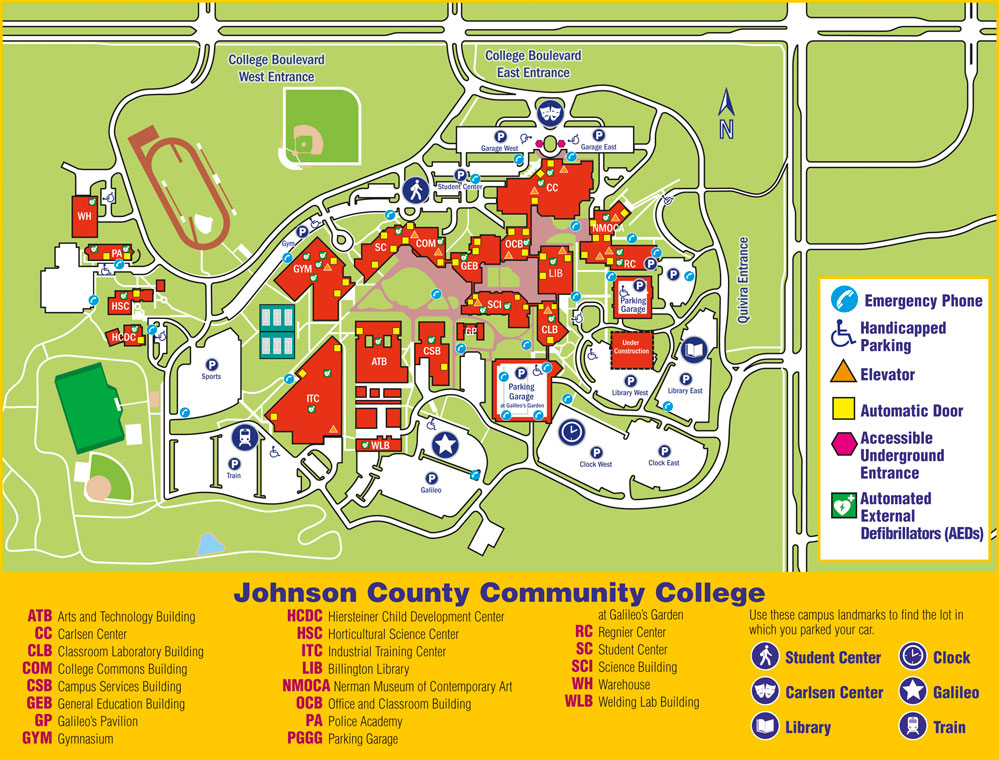 College Boulevard
West Entrance
College Boulevard
East Entrance
N
P
Garage West
P
Garage East
CC
P
Student Center
WH
PA
HSC
HCDC
P
Gym
GYM
SC
COM
GEB
OCB
LIB
NMOCA
RC
P
P
P
Parking
Garage
SCI
GP
CLB
CSB
ATB
ITC
WLB
Under
Construction
Quivira Entrance
P
Sports
P
Parking
Garage
at Galileo's Garden
P
Library West
P
Library East
P
Train
P
Galileo
P
Clock West
P
Clock East
Emergency Phone
Handicapped
Parking
Elevator
Automatic Door
Accessible
Underground
Entrance
Automated
External
Defibrillators (AEDs)
Johnson County Community College
ATB Arts and Technology Building
CC Carlsen Center
CLB Classroom Laboratory Building
COM College Commons Building
CSB Campus Services Building
GEB General Education Building
GP Galileo's Pavilion
GYM Gymnasium
HCDC Hiersteiner Child Development Center
HSC Horticultural Science Center
ITC Industrial Training Center
LIB Billington Library
NMOCA Nerman Museum of Contemporary Art
OCB Office and Classroom Building
PA Police Academy
PGGG Parking Garage
at Galileo's Garden
RC Regnier Center
SC Student Center
SCI Science Building
WH Warehouse
WLB Welding Lab Building
Use these campus landmarks to find the lot in
which you parked your car.
Student Center
Carlsen Center
Library
Clock
Galileo
Train